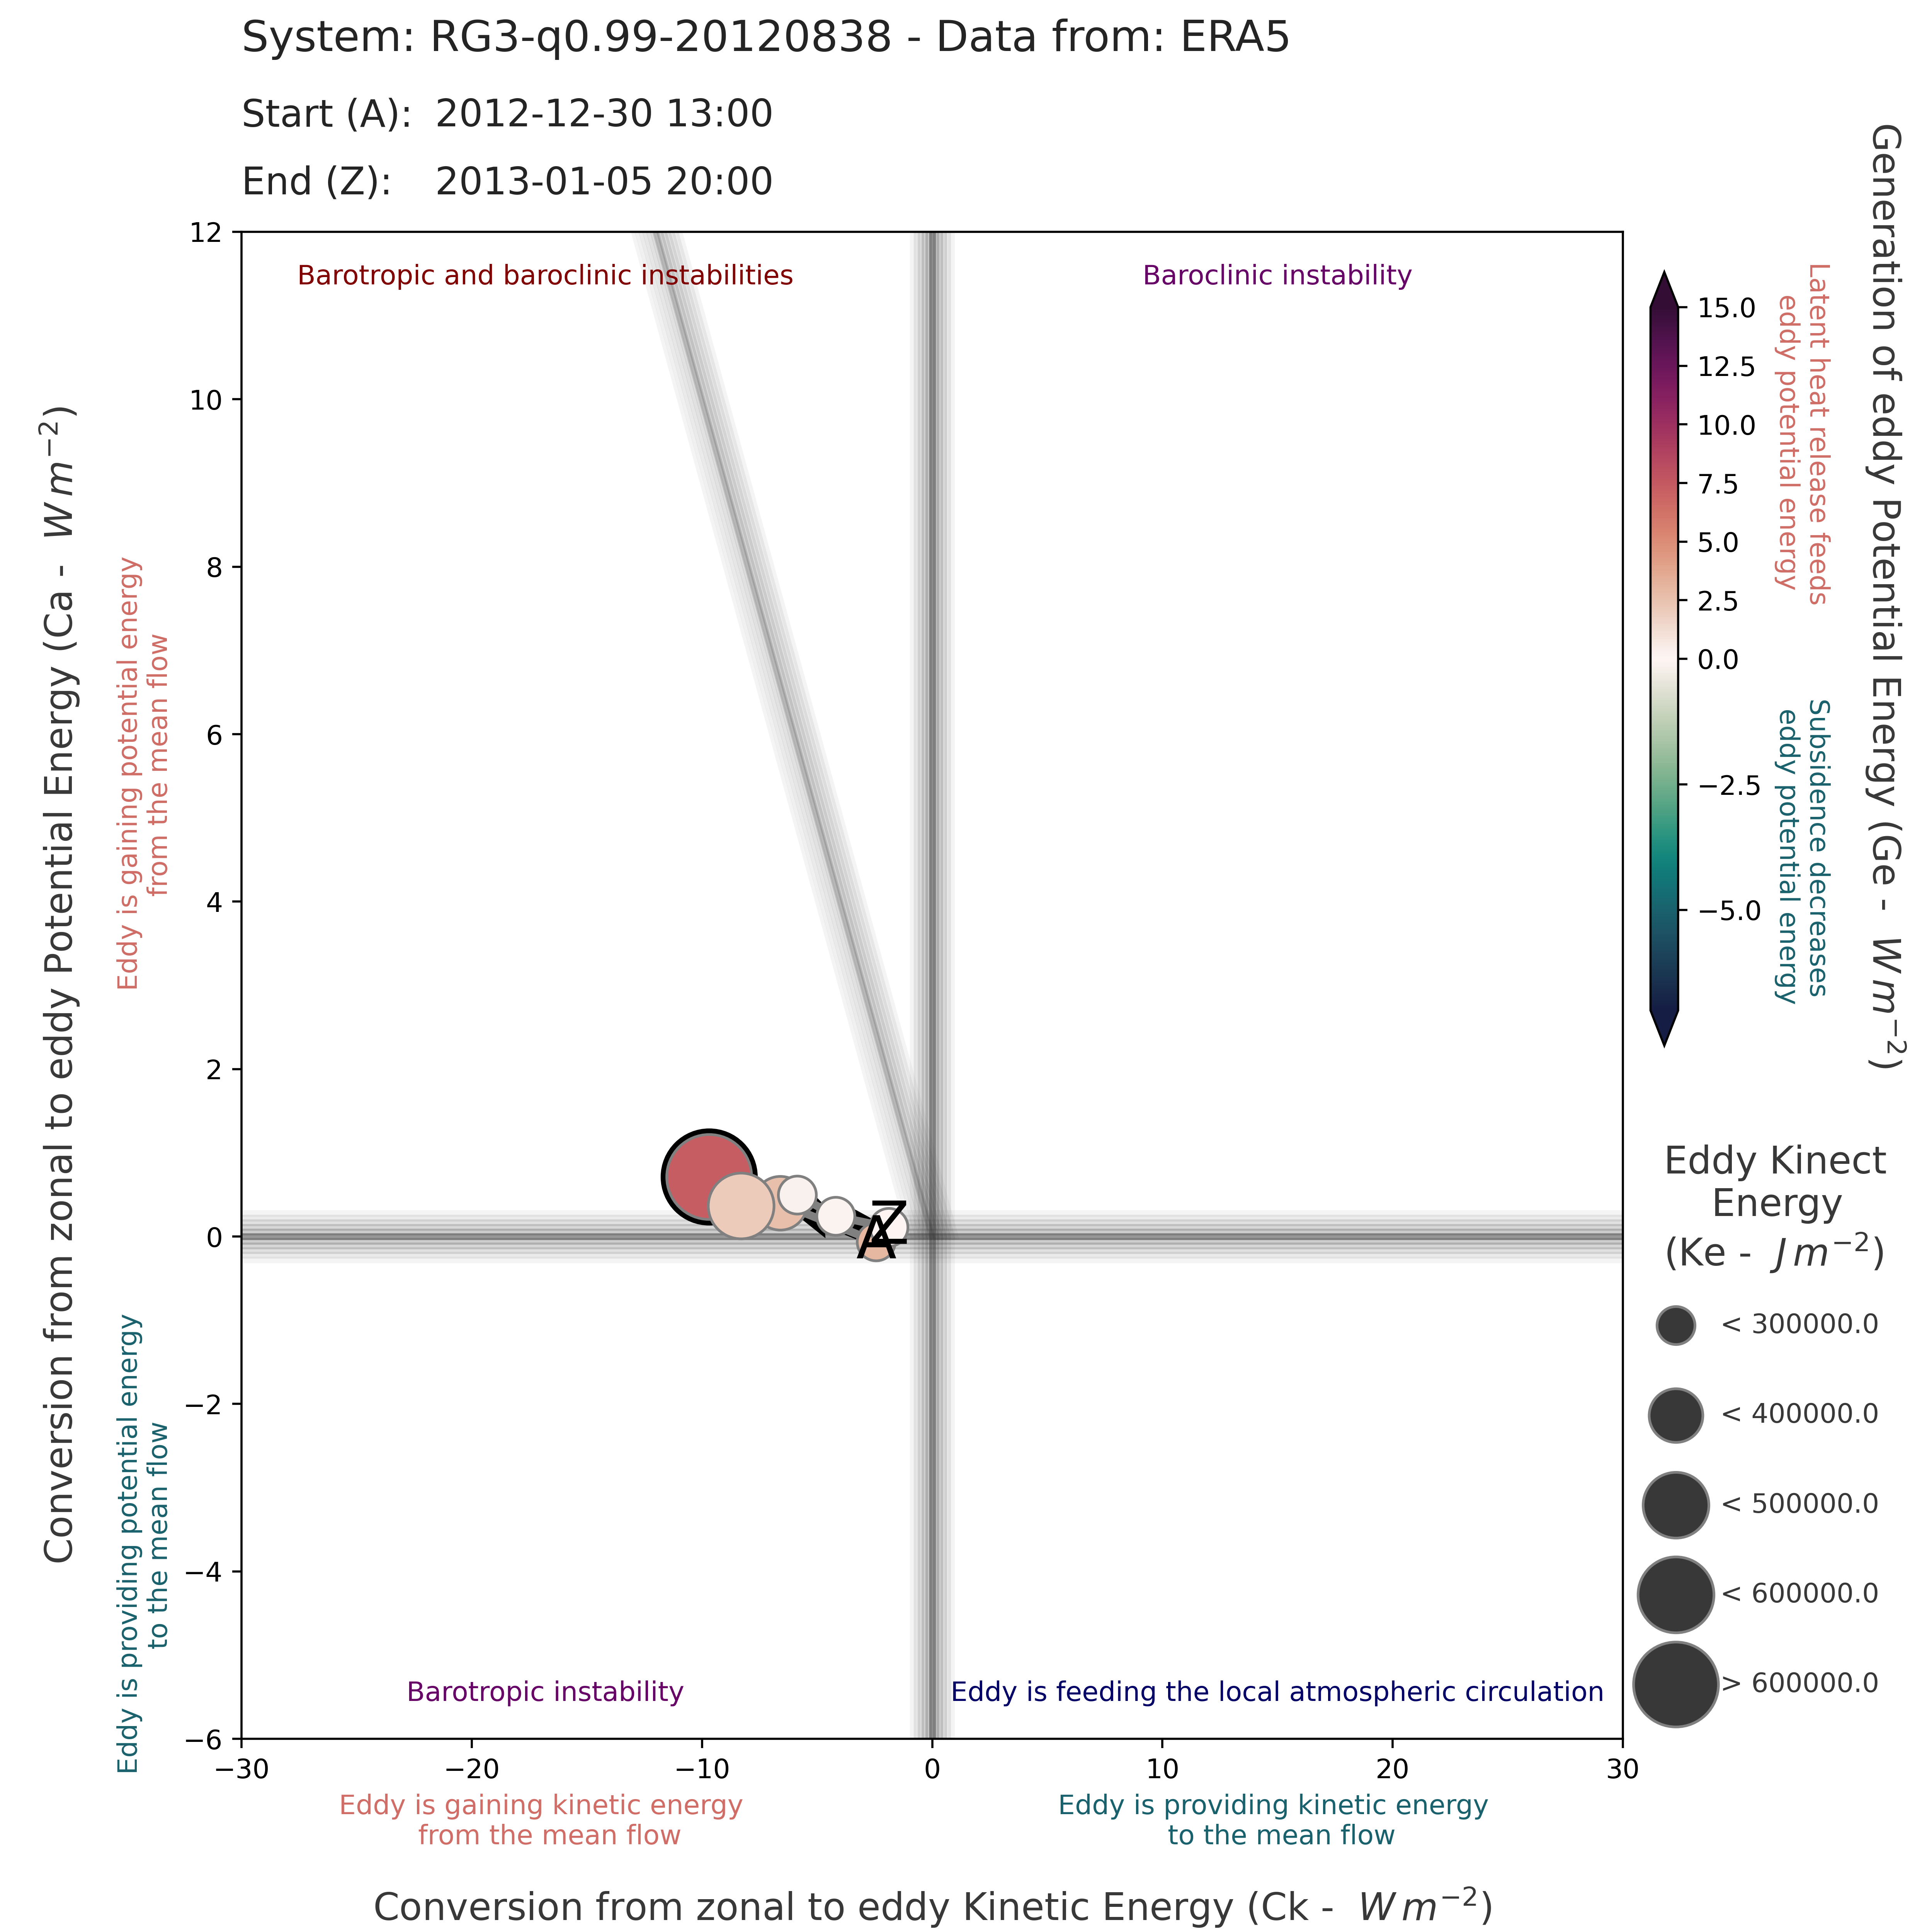 System: RG3-q0.99-20120838 - Data from: ERA5
Start (A): 2012-12-30 13:00
End (Z): 2013-01-05 20:00
Conversion from zonal to eddy Potential Energy (Ca - W m⁻²)
Eddy is gaining potential energy
from the mean flow
Eddy is providing potential energy
to the mean flow
12
10
8
6
4
2
0
−2
−4
−6
Barotropic and baroclinic instabilities
Baroclinic instability
A
Z
Barotropic instability
Eddy is feeding the local atmospheric circulation
−30
−20
−10
0
10
20
30
Eddy is gaining kinetic energy
from the mean flow
Eddy is providing kinetic energy
to the mean flow
Conversion from zonal to eddy Kinetic Energy (Ck - W m⁻²)
15.0
12.5
10.0
7.5
5.0
2.5
0.0
−2.5
−5.0
Latent heat release feeds
eddy potential energy
Subsidence decreases
eddy potential energy
Generation of eddy Potential Energy (Ge - W m⁻²)
Eddy Kinect
Energy
(Ke - J m⁻²)
< 300000.0
< 400000.0
< 500000.0
< 600000.0
> 600000.0